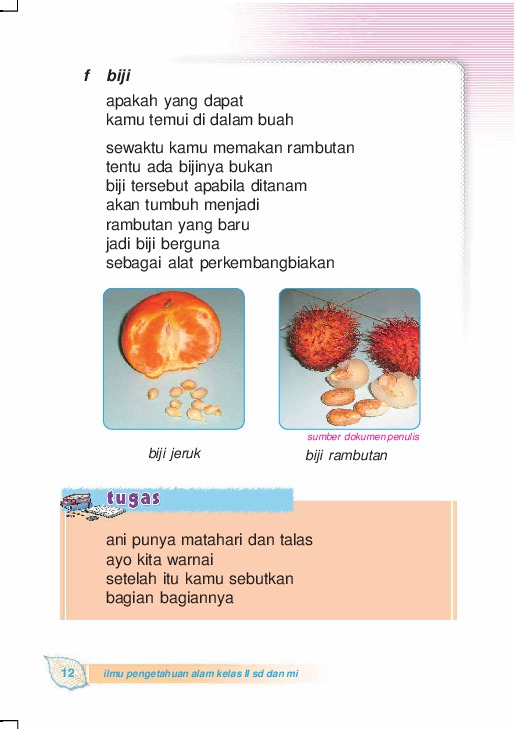 f biji
apakah yang dapat
kamu temui di dalam buah
sewaktu kamu memakan rambutan
tentu ada bijinya bukan
biji tersebut apabila ditanam
akan tumbuh menjadi
rambutan yang baru
jadi biji berguna
sebagai alat perkembangbiakan
sumber dokumen penulis
biji jeruk
biji rambutan
tugas
ani punya matahari dan talas
ayo kita warnai
setelah itu kamu sebutkan
bagian bagiannya
12
ilmu pengetahuan alam kelas II sd dan mi